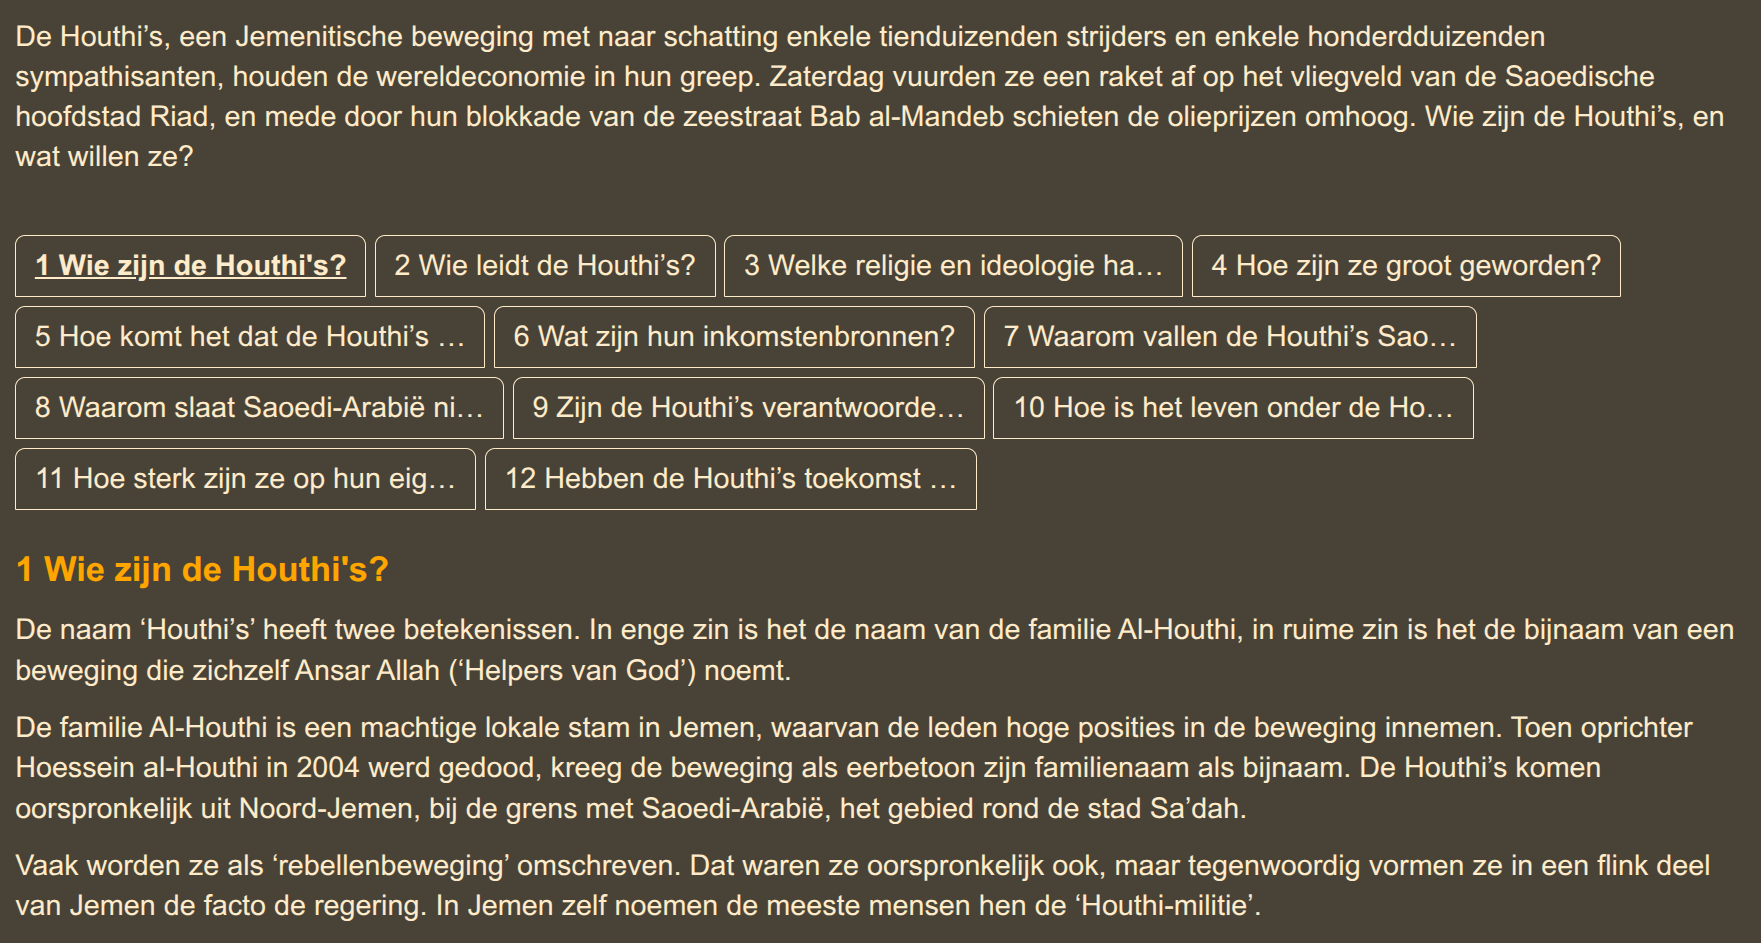 De Houthi’s, een Jemenitische beweging met naar schatting enkele tienduizenden strijders en enkele honderdduizenden
sympathisanten, houden de wereldeconomie in hun greep. Zaterdag vuurden ze een raket af op het vliegveld van de Saoedische
hoofdstad Riad, en mede door hun blokkade van de zeestraat Bab al-Mandeb schieten de olieprijzen omhoog. Wie zijn de Houthi’s, en
wat willen ze?
1 Wie zijn de Houthi's? 2 Wie leidt de Houthi’s? 3 Welke religie en ideologie ha… 4 Hoe zijn ze groot geworden?
5 Hoe komt het dat de Houthi’s … 6 Wat zijn hun inkomstenbronnen? 7 Waarom vallen de Houthi’s Sao…
8 Waarom slaat Saoedi-Arabië ni… 9 Zijn de Houthi’s verantwoorde… 10 Hoe is het leven onder de Ho…
11 Hoe sterk zijn ze op hun eig… 12 Hebben de Houthi’s toekomst …
1 Wie zijn de Houthi's?
De naam ‘Houthi’s’ heeft twee betekenissen. In enge zin is het de naam van de familie Al-Houthi, in ruime zin is het de bijnaam van een
beweging die zichzelf Ansar Allah (‘Helpers van God’) noemt.
De familie Al-Houthi is een machtige lokale stam in Jemen, waarvan de leden hoge posities in de beweging innemen. Toen oprichter
Hoessein al-Houthi in 2004 werd gedood, kreeg de beweging als eerbetoon zijn familienaam als bijnaam. De Houthi’s komen
oorspronkelijk uit Noord-Jemen, bij de grens met Saoedi-Arabië, het gebied rond de stad Sa’dah.
Vaak worden ze als ‘rebellenbeweging’ omschreven. Dat waren ze oorspronkelijk ook, maar tegenwoordig vormen ze in een flink deel
van Jemen de facto de regering. In Jemen zelf noemen de meeste mensen hen de ‘Houthi-militie’.